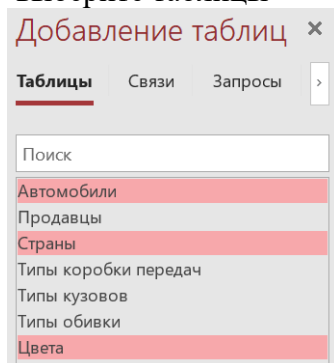 Добавление таблиц ×
Таблицы Связи Запросы >
Поиск
Автомобили
Продавцы
Страны
Типы коробки передач
Типы кузовов
Типы обивки
Цвета